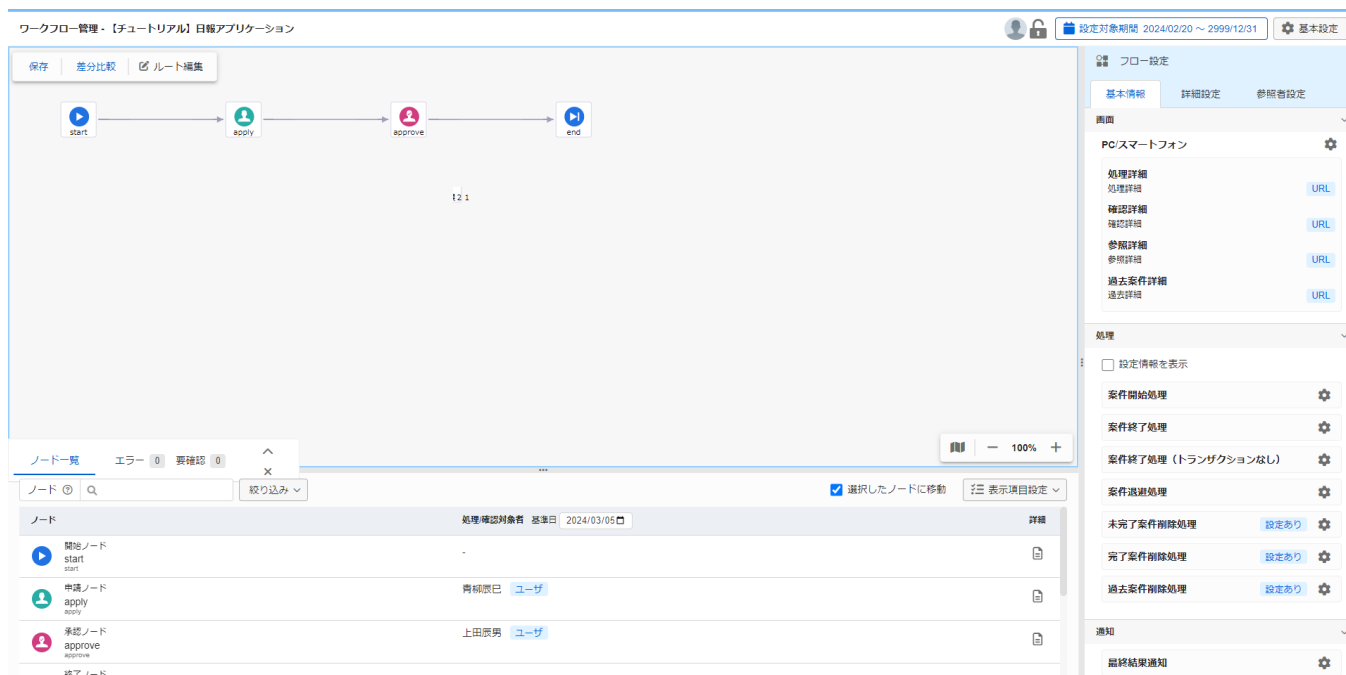 ワークフロー管理 - 【チュートリアル】日報アプリケーション
設定対象期間 2024/02/20 ～ 2999/12/31
基本設定
保存 差分比較 ルート編集
start apply approve end
2 1
100%
フロー設定
基本情報 詳細設定 参照者設定
画面
PC/スマートフォン
処理詳細
処理詳細 URL
確認詳細
確認詳細 URL
参照詳細
参照詳細 URL
過去案件詳細
過去詳細 URL
処理
設定情報を表示
案件開始処理
案件終了処理
案件終了処理（トランザクションなし）
案件退避処理
未完了案件削除処理 設定あり
完了案件削除処理 設定あり
過去案件削除処理 設定あり
通知
最終結果通知
ノード一覧 エラー 0 要確認 0
ノード 絞り込み 選択したノードに移動 表示項目設定
ノード 処理/確認対象者 基準日 2024/03/05 詳細
開始ノード
start -
start
申請ノード
apply 青柳辰巳 ユーザ
apply
承認ノード
approve 上田辰男 ユーザ
approve
終了ノード